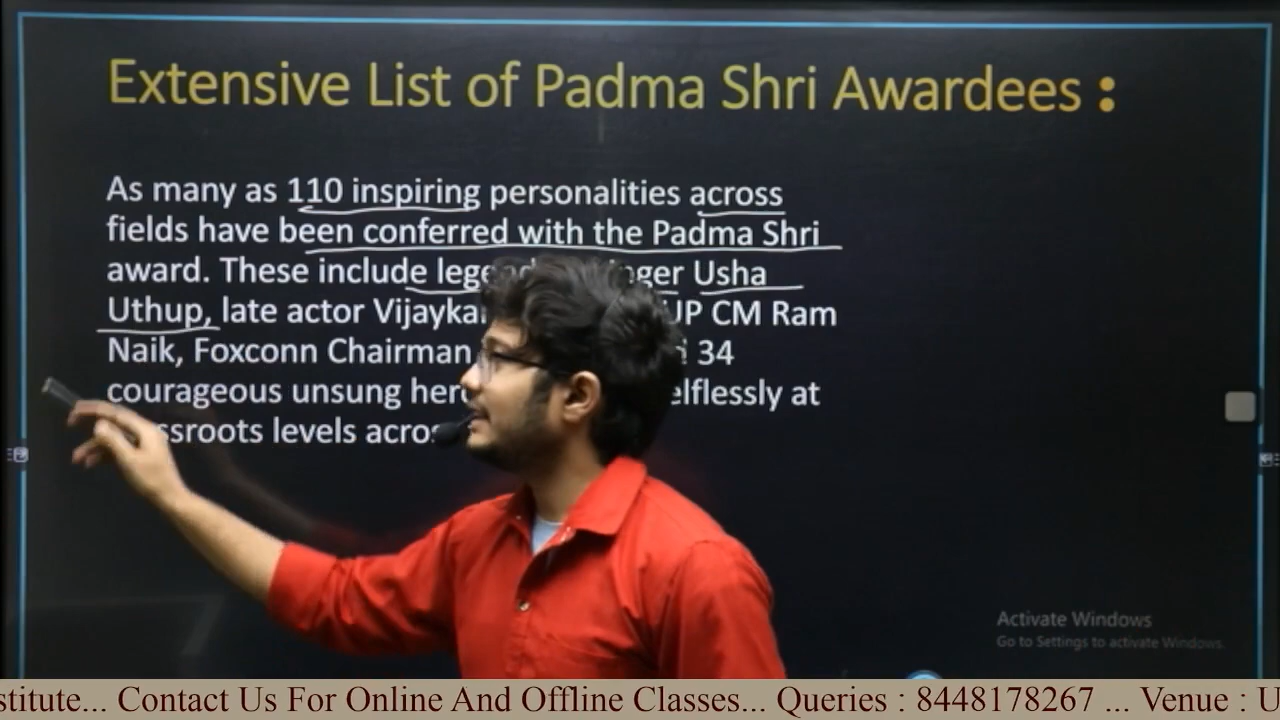 Extensive List of Padma Shri Awardees :
As many as 110 inspiring personalities across
fields have been conferred with the Padma Shri
award. These include Usha
Uthup, late actor UP CM Ram
Naik, Foxconn Chairman 34
courageous unsung at
levels
Activate Windows
Go to Settings to activate Windows.
Contact Us For Online And Offline Classes... Queries : 8448178267 ... Venue :